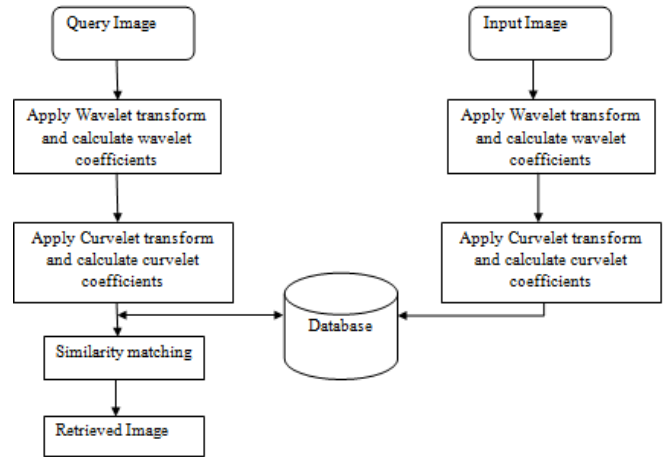 Query Image
Input Image
Apply Wavelet transform
and calculate wavelet
coefficients
Apply Wavelet transform
and calculate wavelet
coefficients
Apply Curvelet transform
and calculate curvelet
coefficients
Apply Curvelet transform
and calculate curvelet
coefficients
Database
Similarity matching
Retrieved Image